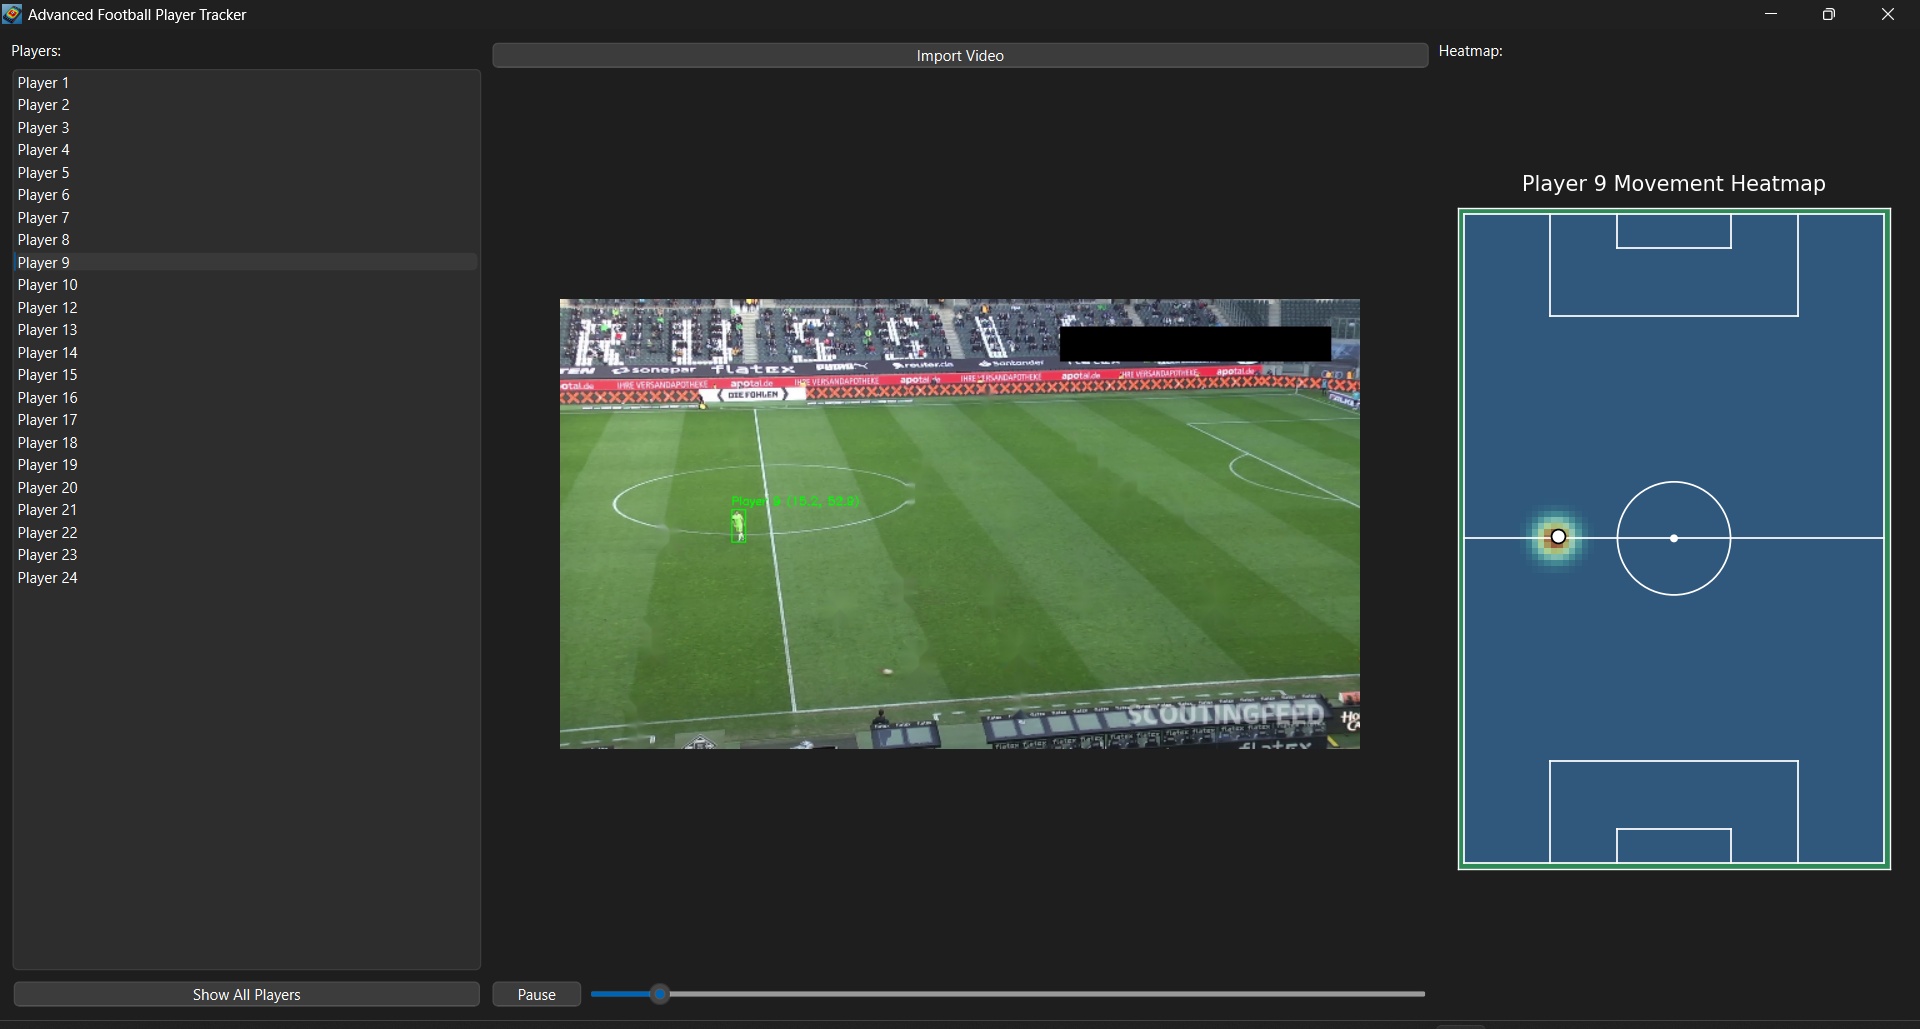 Advanced Football Player Tracker
Players:
Import Video
Heatmap:
Player 1
Player 2
Player 3
Player 4
Player 5
Player 6
Player 7
Player 8
Player 9
Player 10
Player 12
Player 13
Player 14
Player 15
Player 16
Player 17
Player 18
Player 19
Player 20
Player 21
Player 22
Player 23
Player 24
Player 9 Movement Heatmap
sonepar flatex reuter.de Santander
IHRE VERSANDAPOTHEKE apotal.de IHRE VERSANDAPOTHEKE apotal.de IHRE VERSANDAPOTHEKE apotal.de IHRE VERSANDAPOTHEKE apotal.de
DIE FOHLEN
Player 9 (15.2, 52.9)
SCOUTINGFEED
flatex
Show All Players
Pause